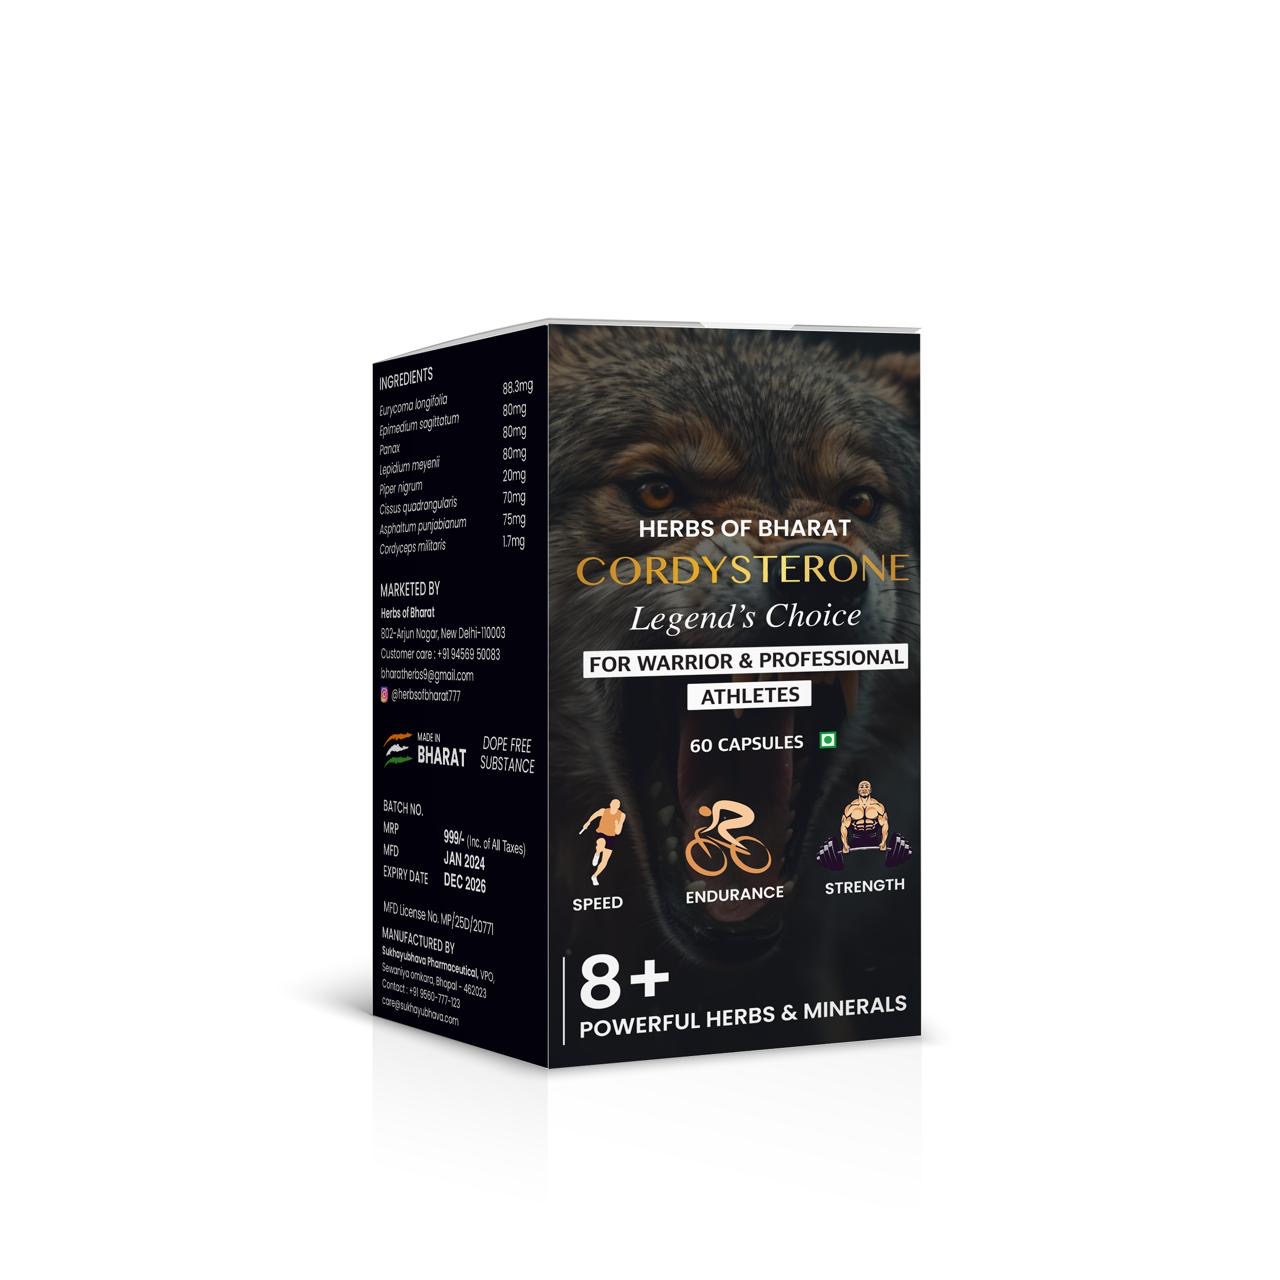 INGREDIENTS
Eurycoma longifolia 88.3mg
Epimedium sagittatum 80mg
Panax 80mg
Lepidium meyenii 80mg
Piper nigrum 20mg
Cissus quadrangularis 70mg
Asphaltum punjabianum 75mg
Cordyceps militaris 1.7mg
MARKETED BY
Herbs of Bharat
802-Arjun Nagar, New Delhi-110003
Customer care : +91 94569 50083
bharatherbs9@gmail.com
@herbsofbharat777
MADE IN
BHARAT
DOPE FREE
SUBSTANCE
BATCH NO.
MRP 999/- (Inc. of All Taxes)
MFD JAN 2024
EXPIRY DATE DEC 2026
MFD License No. MP/25D/20771
MANUFACTURED BY
Sukhayubhava Pharmaceutical, VPO,
Sewaniya omkara, Bhopal - 462023
Contact : +91 9560-777-123
care@sukhayubhava.com
HERBS OF BHARAT
CORDYSTERONE
Legend's Choice
FOR WARRIOR & PROFESSIONAL
ATHLETES
60 CAPSULES
SPEED
ENDURANCE
STRENGTH
8+
POWERFUL HERBS & MINERALS